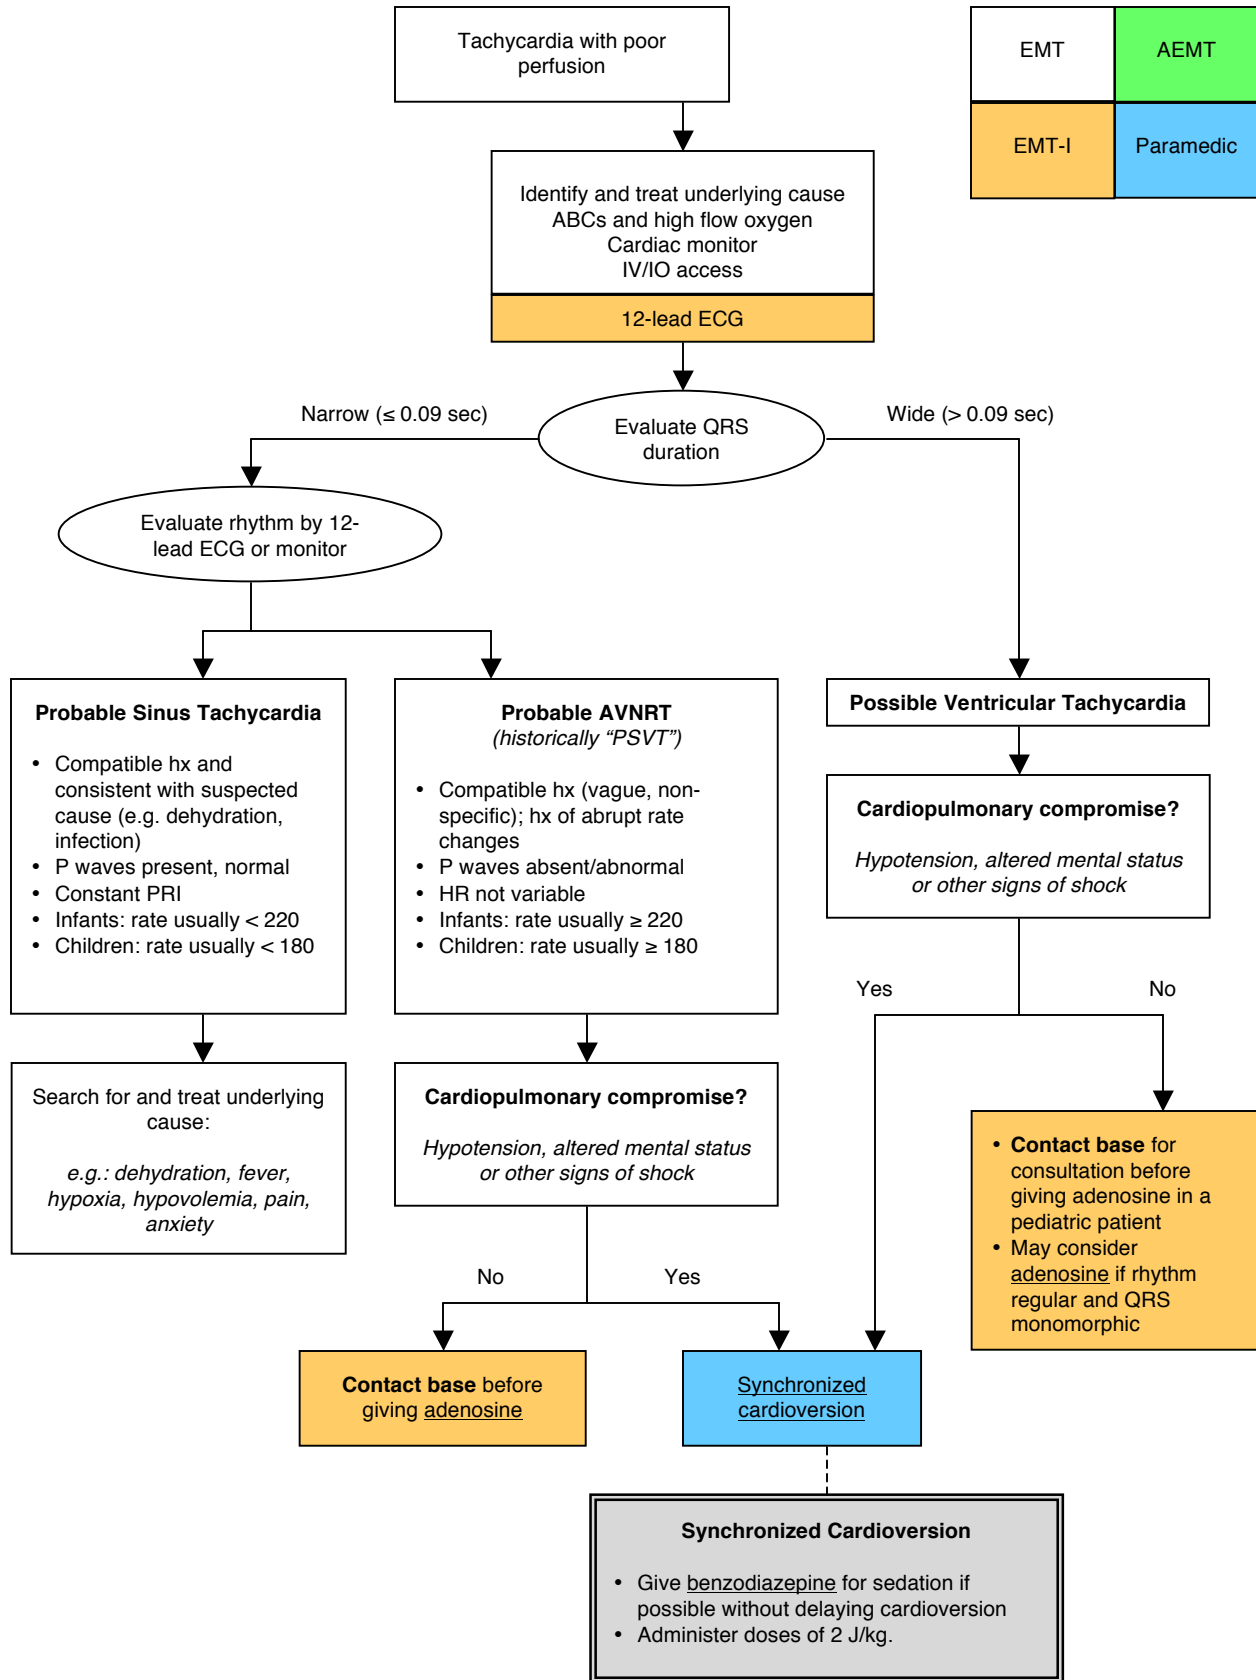 Tachycardia with poor
perfusion
EMT
AEMT
EMT-I
Paramedic
Identify and treat underlying cause
ABCs and high flow oxygen
Cardiac monitor
IV/IO access
12-lead ECG
Narrow (≤ 0.09 sec)
Evaluate QRS
duration
Wide (> 0.09 sec)
Evaluate rhythm by 12-
lead ECG or monitor
Probable Sinus Tachycardia
• Compatible hx and
consistent with suspected
cause (e.g. dehydration,
infection)
• P waves present, normal
• Constant PRI
• Infants: rate usually < 220
• Children: rate usually < 180
Probable AVNRT
(historically “PSVT”)
• Compatible hx (vague, non-
specific); hx of abrupt rate
changes
• P waves absent/abnormal
• HR not variable
• Infants: rate usually ≥ 220
• Children: rate usually ≥ 180
Possible Ventricular Tachycardia
Cardiopulmonary compromise?
Hypotension, altered mental status
or other signs of shock
Yes
No
Search for and treat underlying
cause:
e.g.: dehydration, fever,
hypoxia, hypovolemia, pain,
anxiety
Cardiopulmonary compromise?
Hypotension, altered mental status
or other signs of shock
No
Yes
• Contact base for
consultation before
giving adenosine in a
pediatric patient
• May consider
adenosine if rhythm
regular and QRS
monomorphic
Contact base before
giving adenosine
Synchronized
cardioversion
Synchronized Cardioversion
• Give benzodiazepine for sedation if
possible without delaying cardioversion
• Administer doses of 2 J/kg.